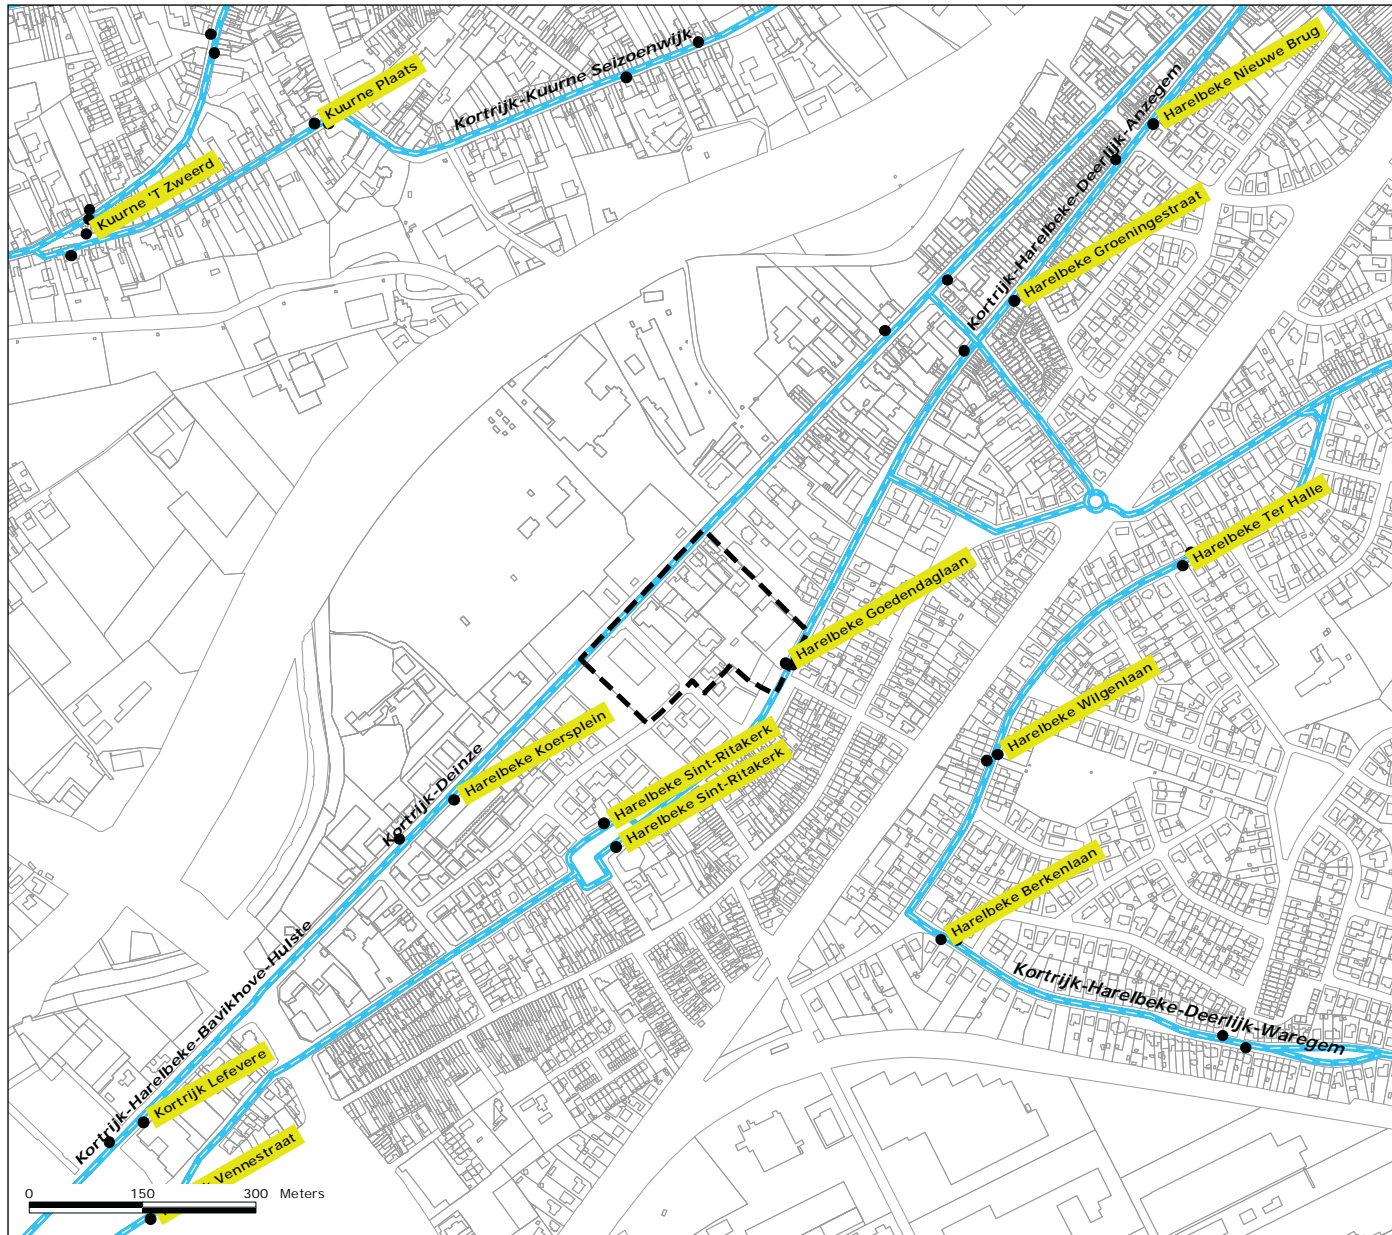 Kortrijk-Kuurne Seizoenwijk
Harelbeke Nieuwe Brug
Kuurne Plaats
Kortrijk-Harelbeke-Deerlijk-Anzegem
Kuurne 'T Zweerd
Harelbeke Groeningestraat
Harelbeke Ter Halle
Harelbeke Goedendaglaan
Harelbeke Wilgenlaan
Harelbeke Koersplein
Kortrijk-Deinze
Harelbeke Sint-Ritakerk
Harelbeke Sint-Ritakerk
Harelbeke Berkenlaan
Kortrijk-Harelbeke-Bavikhove-Hulste
Kortrijk-Harelbeke-Deerlijk-Waregem
Kortrijk Lefevere
Vennestraat
0 150 300 Meters